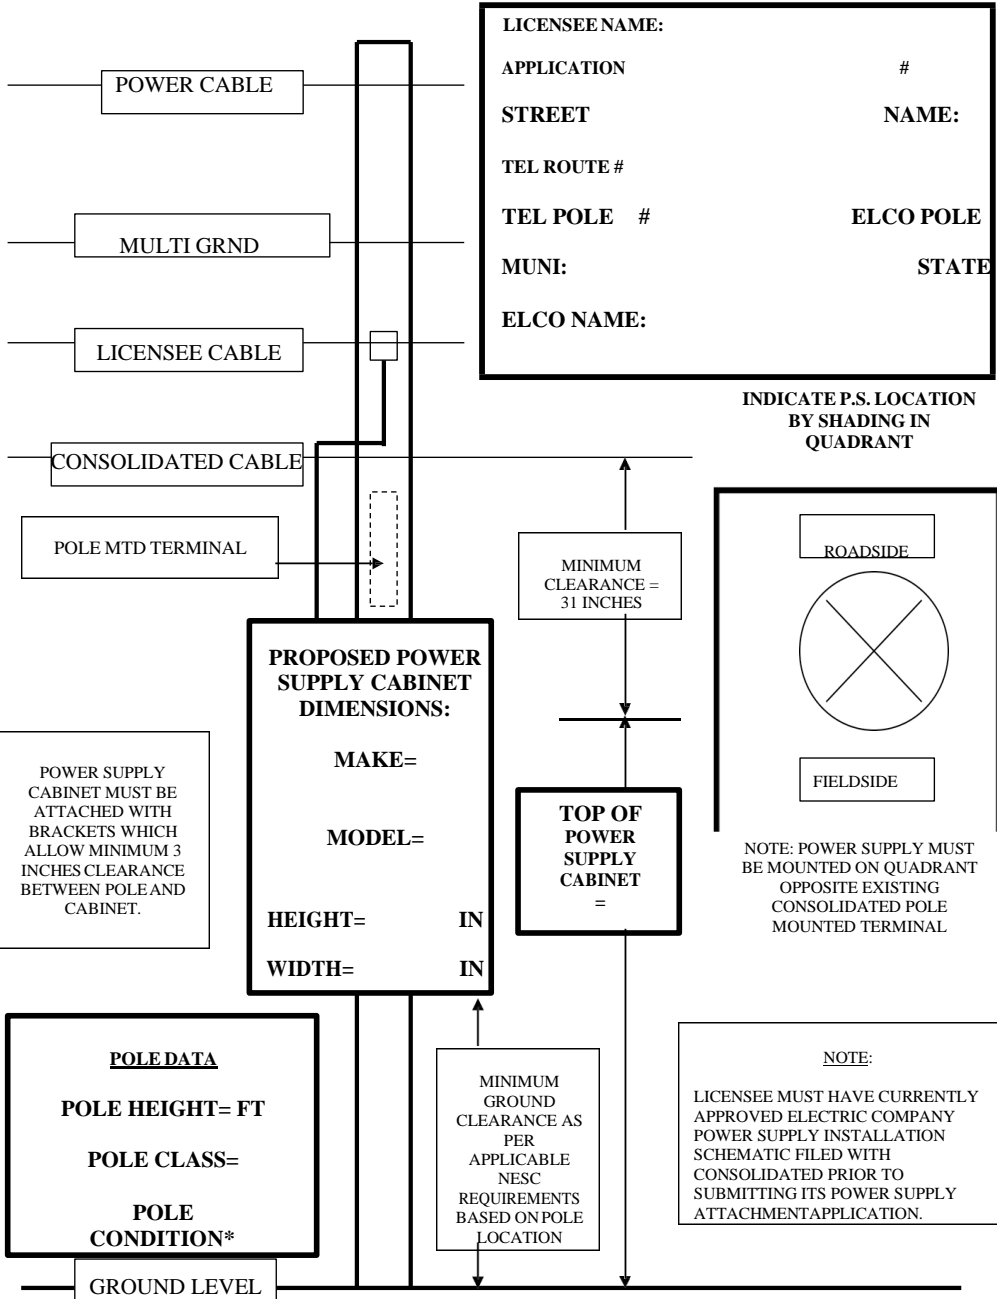 LICENSEE NAME:
APPLICATION #
STREET NAME:
TEL ROUTE #
TEL POLE # ELCO POLE
MUNI: STATE
ELCO NAME:
POWER CABLE
MULTI GRND
LICENSEE CABLE
CONSOLIDATED CABLE
POLE MTD TERMINAL
INDICATE P.S. LOCATION
BY SHADING IN
QUADRANT
MINIMUM
CLEARANCE =
31 INCHES
ROADSIDE
FIELDSIDE
PROPOSED POWER
SUPPLY CABINET
DIMENSIONS:
MAKE=
MODEL=
HEIGHT= IN
WIDTH= IN
POWER SUPPLY
CABINET MUST BE
ATTACHED WITH
BRACKETS WHICH
ALLOW MINIMUM 3
INCHES CLEARANCE
BETWEEN POLE AND
CABINET.
TOP OF
POWER
SUPPLY
CABINET
=
NOTE: POWER SUPPLY MUST
BE MOUNTED ON QUADRANT
OPPOSITE EXISTING
CONSOLIDATED POLE
MOUNTED TERMINAL
POLE DATA
POLE HEIGHT= FT
POLE CLASS=
POLE
CONDITION*
MINIMUM
GROUND
CLEARANCE AS
PER
APPLICABLE
NESC
REQUIREMENTS
BASED ON POLE
LOCATION
NOTE:
LICENSEE MUST HAVE CURRENTLY
APPROVED ELECTRIC COMPANY
POWER SUPPLY INSTALLATION
SCHEMATIC FILED WITH
CONSOLIDATED PRIOR TO
SUBMITTING ITS POWER SUPPLY
ATTACHMENTAPPLICATION.
GROUND LEVEL